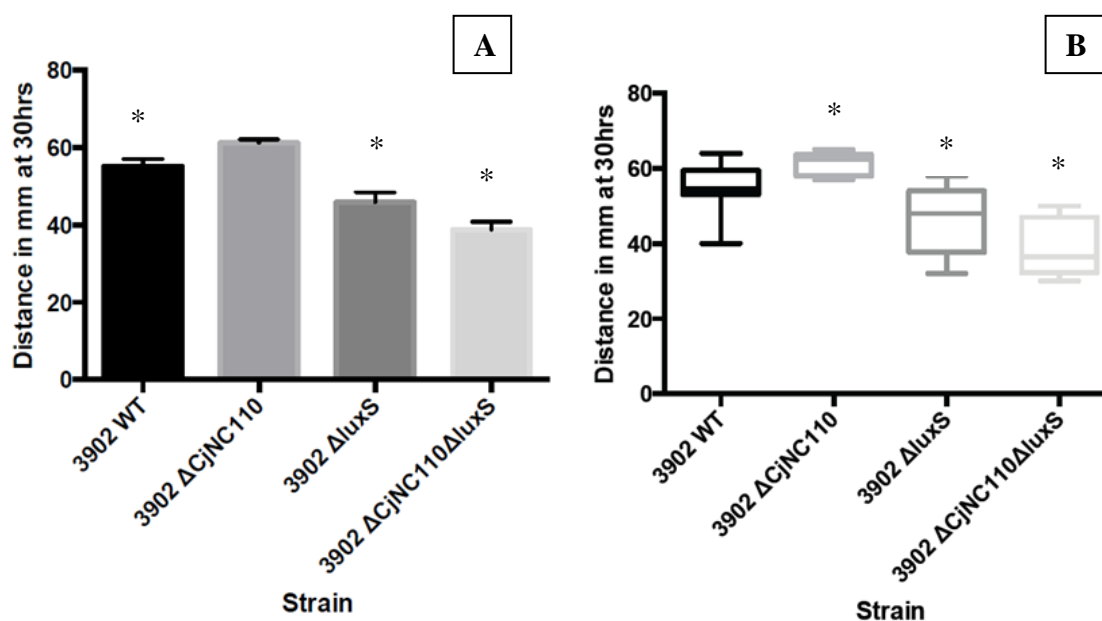 A
Distance in mm at 30hrs
80
60
40
20
0
*
*
*
3902 WT
3902 ΔCjNC110
3902 ΔluxS
3902 ΔCjNC110ΔluxS
Strain
B
Distance in mm at 30hrs
80
60
40
20
0
*
*
*
3902 WT
3902 ΔCjNC110
3902 ΔluxS
3902 ΔCjNC110ΔluxS
Strain